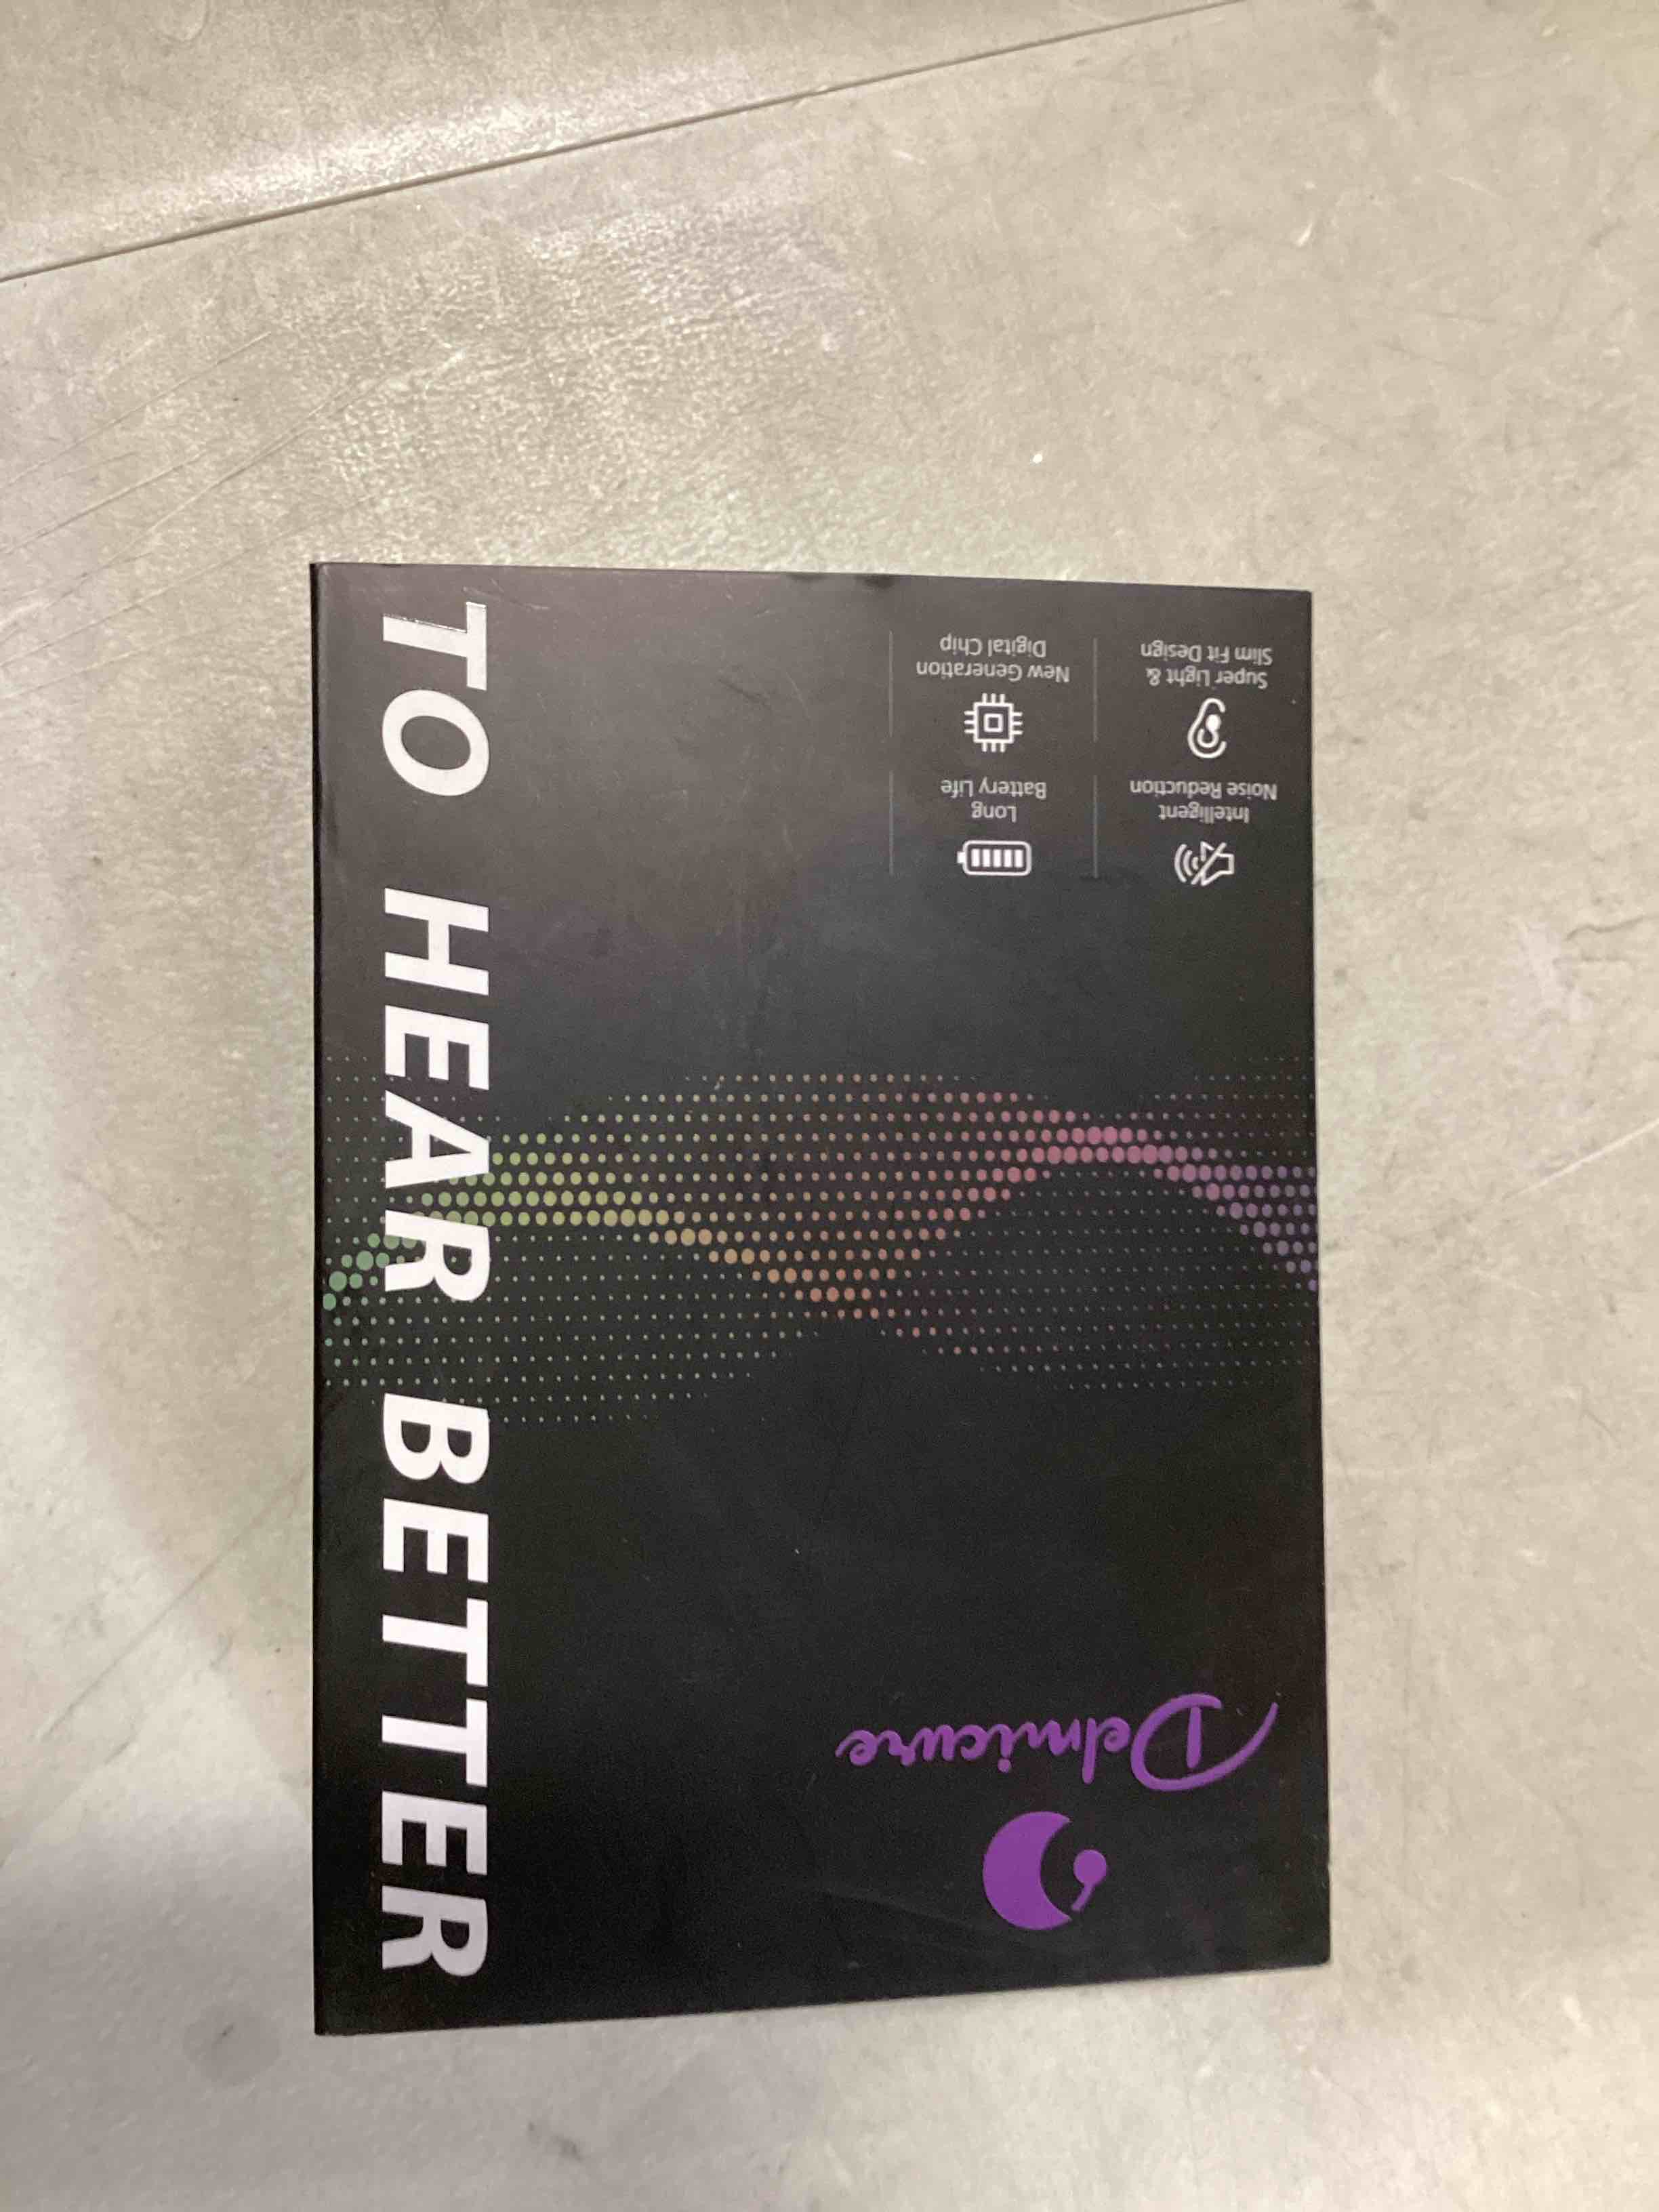 Delmicure
Intelligent
Noise Reduction
Super Light &
Slim Fit Design
Long
Battery Life
New Generation
Digital Chip
TO HEAR BETTER